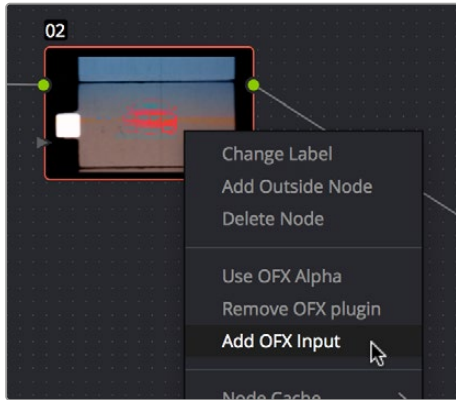 02
Change Label
Add Outside Node
Delete Node
Use OFX Alpha
Remove OFX plugin
Add OFX Input
Node Cache